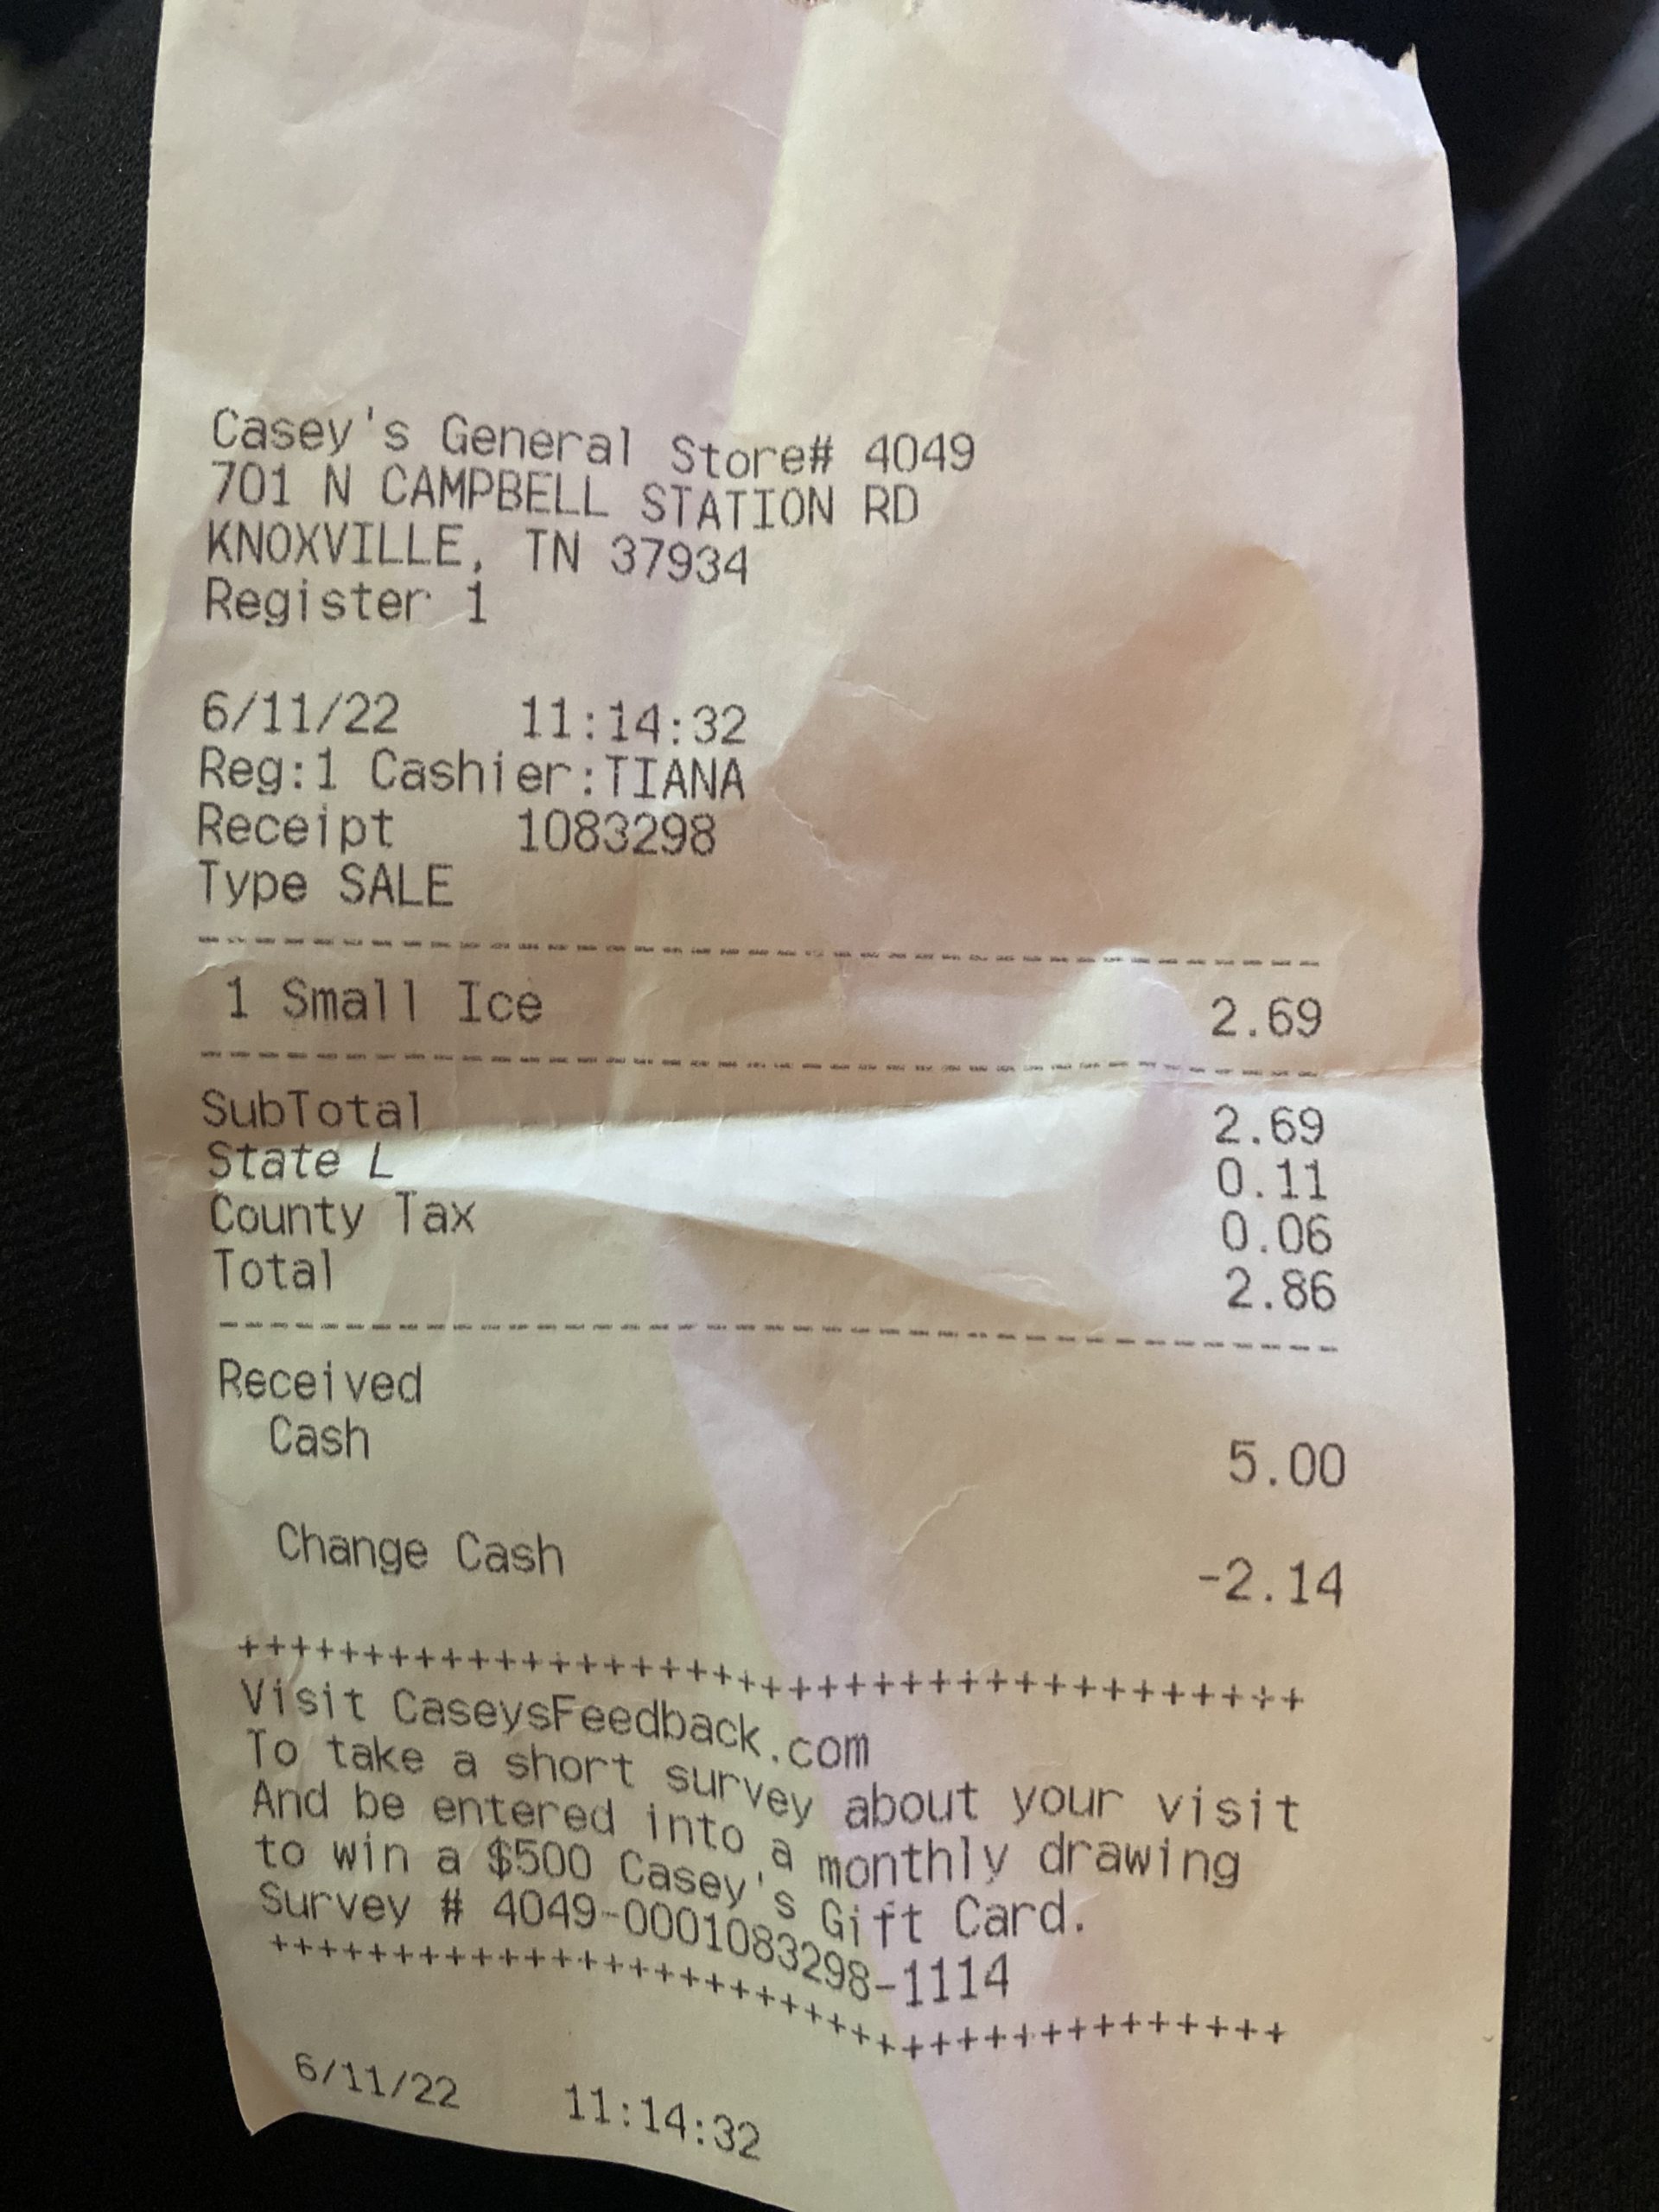 Casey's General Store# 4049
701 N CAMPBELL STATION RD
KNOXVILLE, TN 37934
Register 1
6/11/22 11:14:32
Reg:1 Cashier:TIANA
Receipt 1083298
Type SALE
--------------------------------------
1 Small Ice 2.69
--------------------------------------
SubTotal 2.69
State L 0.11
County Tax 0.06
Total 2.86
--------------------------------------
Received
Cash 5.00
Change Cash -2.14
++++++++++++++++++++++++++++++++++++++
Visit CaseysFeedback.com
To take a short survey about your visit
And be entered into a monthly drawing
to win a $500 Casey's Gift Card.
Survey # 4049-0001083298-1114
++++++++++++++++++++++++++++++++++++++
6/11/22 11:14:32